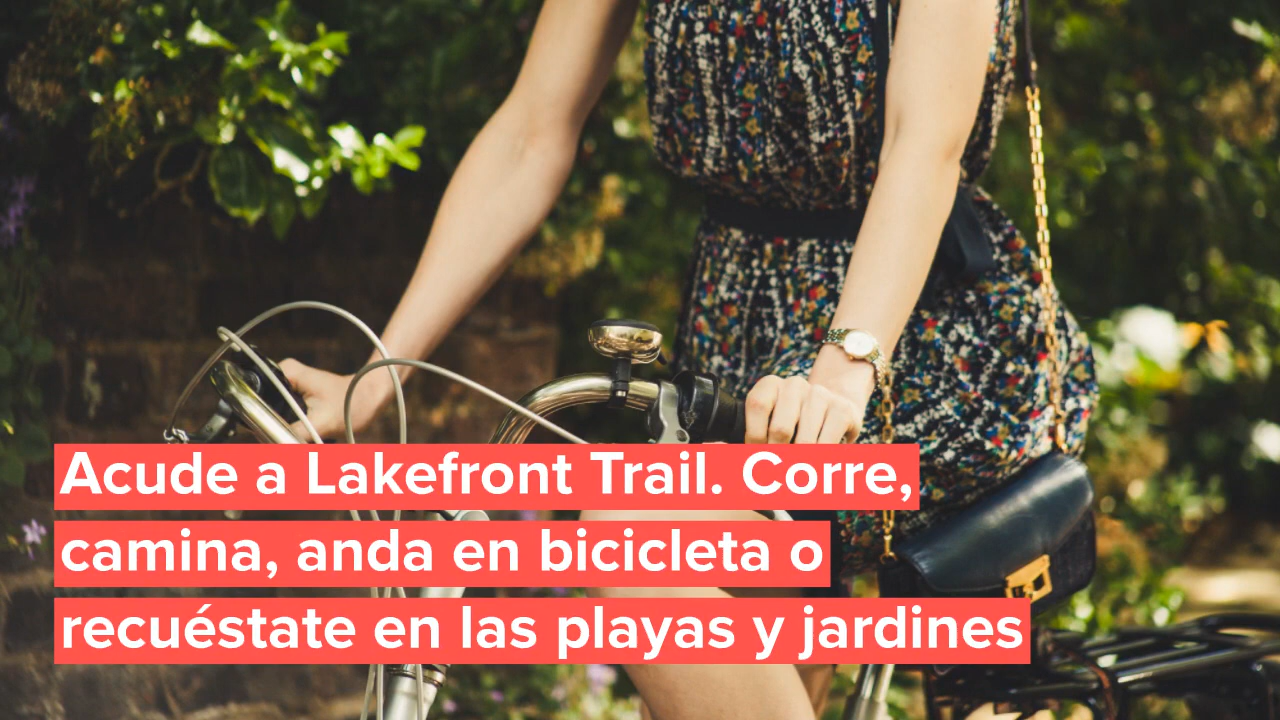 Acude a Lakefront Trail. Corre,
camina, anda en bicicleta o
recuéstate en las playas y jardines